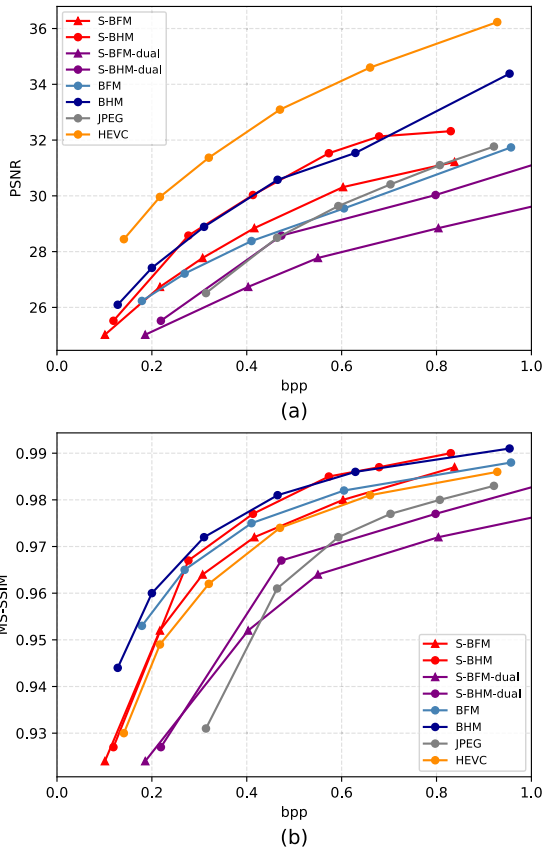 36
34
32
30
28
26
PSNR
S-BFM
S-BHM
S-BFM-dual
S-BHM-dual
BFM
BHM
JPEG
HEVC
0.0 0.2 0.4 0.6 0.8 1.0
bpp
(a)
0.99
0.98
0.97
0.96
0.95
0.94
0.93
MS-SSIM
S-BFM
S-BHM
S-BFM-dual
S-BHM-dual
BFM
BHM
JPEG
HEVC
0.0 0.2 0.4 0.6 0.8 1.0
bpp
(b)